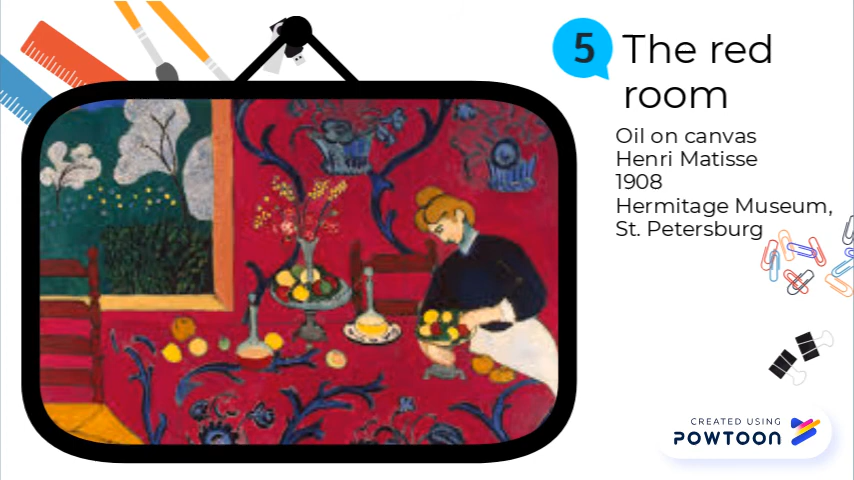 5
The red
room
Oil on canvas
Henri Matisse
1908
Hermitage Museum,
St. Petersburg
CREATED USING
POWTOON